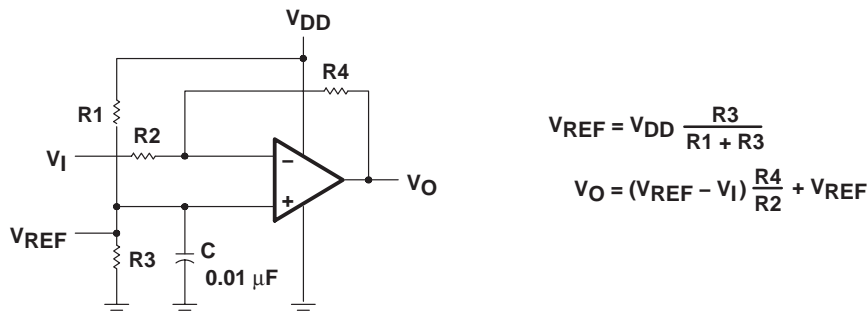 VDD
R4
R1
R2
VI
−
+
VO
VREF
R3
C
0.01 μF
VREF = VDD R3 / R1 + R3
VO = (VREF − VI) R4 / R2 + VREF